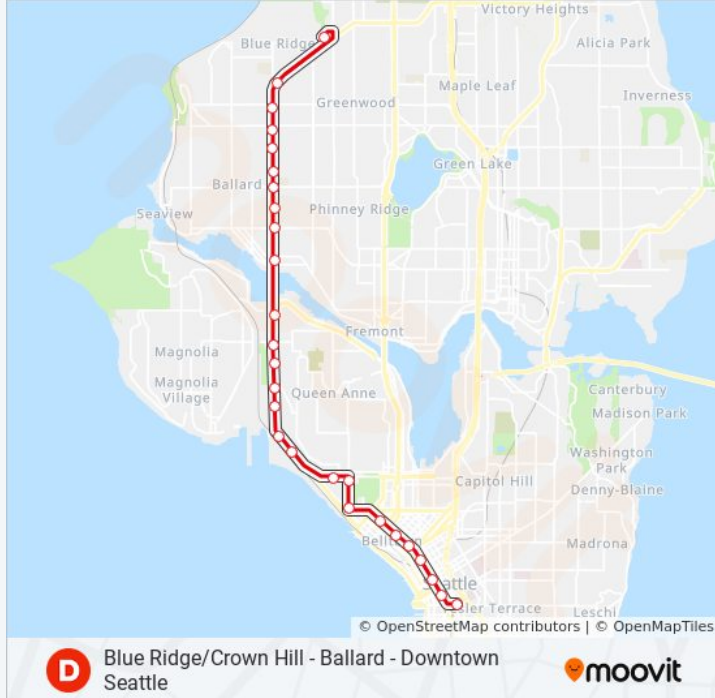 Victory Heights
Blue Ridge
Alicia Park
Maple Leaf
Greenwood
Inverness
Green Lake
Ballard
Phinney Ridge
Seaview
Fremont
Magnolia
Magnolia
Village
Queen Anne
Canterbury
Madison Park
Washington
Park
Capitol Hill
Denny-Blaine
Madrona
Seattle
Leschi
© OpenStreetMap contributors | © OpenMapTiles
D
Blue Ridge/Crown Hill - Ballard - Downtown
Seattle
moovit